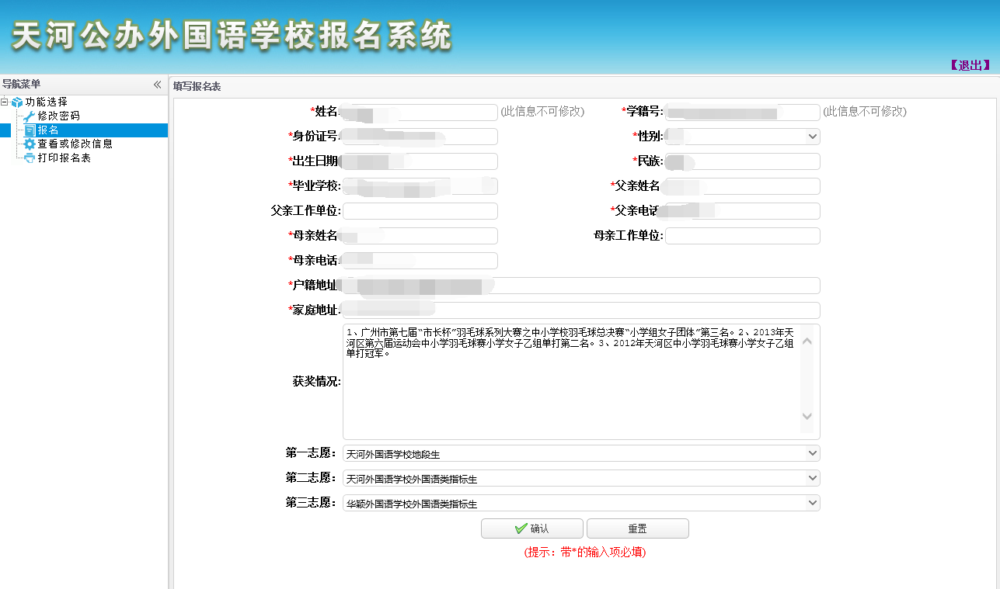 天河公办外国语学校报名系统
【退出】
导航菜单
填写报名表
功能选择
修改密码
报名
查看或修改信息
打印报名表
*姓名: (此信息不可修改) *学籍号: (此信息不可修改)
*身份证号: *性别:
*出生日期 *民族:
*毕业学校: *父亲姓名
父亲工作单位: *父亲电话
*母亲姓名 母亲工作单位:
*母亲电话
*户籍地址
*家庭地址:
获奖情况:
1、广州市第七届“市长杯”羽毛球系列大赛之中小学校羽毛球总决赛“小学组女子团体”第三名。2、2013年天
河区第六届运动会中小学羽毛球赛小学女子乙组单打第二名。3、2012年天河区中小学羽毛球赛小学女子乙组
单打冠军。
第一志愿: 天河外国语学校地段生
第二志愿: 天河外国语学校外国语类指标生
第三志愿: 华颖外国语学校外国语类指标生
确认 重置
(提示：带*的输入项必填)